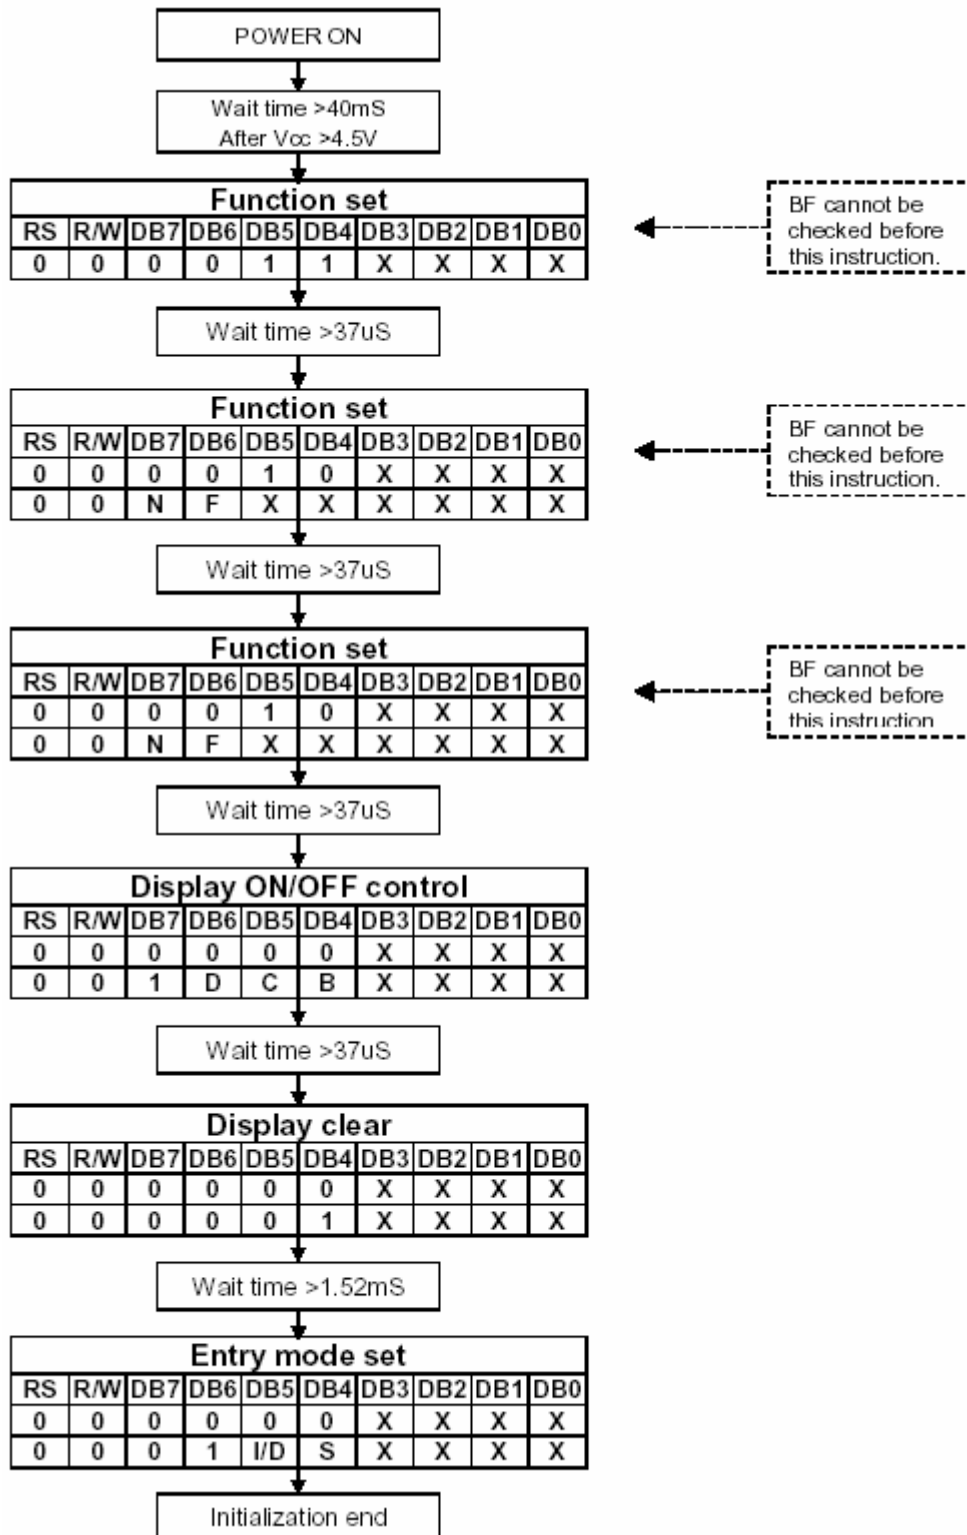 POWER ON
Wait time >40mS
After Vcc >4.5V
Function set
RS R/W DB7 DB6 DB5 DB4 DB3 DB2 DB1 DB0
0 0 0 0 1 1 X X X X
BF cannot be
checked before
this instruction.
Wait time >37uS
Function set
RS R/W DB7 DB6 DB5 DB4 DB3 DB2 DB1 DB0
0 0 0 0 1 0 X X X X
0 0 N F X X X X X X
BF cannot be
checked before
this instruction.
Wait time >37uS
Function set
RS R/W DB7 DB6 DB5 DB4 DB3 DB2 DB1 DB0
0 0 0 0 1 0 X X X X
0 0 N F X X X X X X
BF cannot be
checked before
this instruction
Wait time >37uS
Display ON/OFF control
RS R/W DB7 DB6 DB5 DB4 DB3 DB2 DB1 DB0
0 0 0 0 0 0 X X X X
0 0 1 D C B X X X X
Wait time >37uS
Display clear
RS R/W DB7 DB6 DB5 DB4 DB3 DB2 DB1 DB0
0 0 0 0 0 0 X X X X
0 0 0 0 0 1 X X X X
Wait time >1.52mS
Entry mode set
RS R/W DB7 DB6 DB5 DB4 DB3 DB2 DB1 DB0
0 0 0 0 0 0 X X X X
0 0 0 1 I/D S X X X X
Initialization end